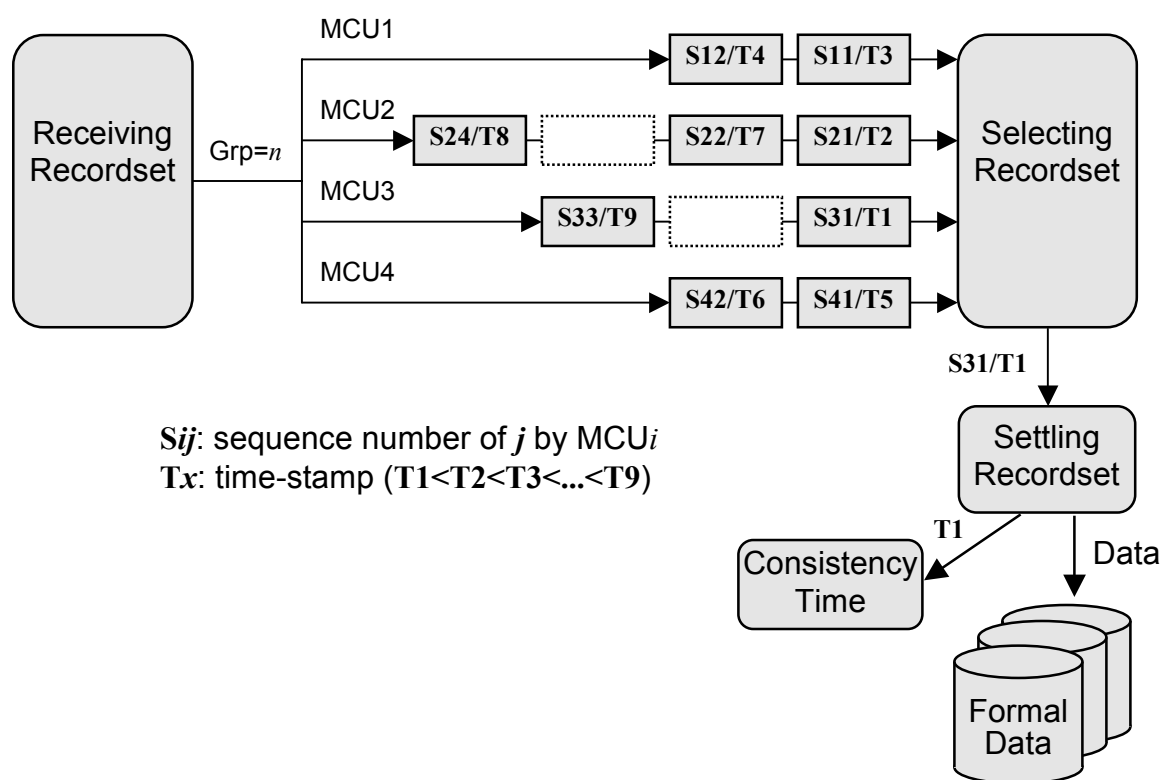 Receiving
Recordset
Grp=n
MCU1
S12/T4
S11/T3
MCU2
S24/T8
S22/T7
S21/T2
MCU3
S33/T9
S31/T1
MCU4
S42/T6
S41/T5
Selecting
Recordset
S31/T1
Sij: sequence number of j by MCUi
Tx: time-stamp (T1<T2<T3<...<T9)
Settling
Recordset
T1
Data
Consistency
Time
Formal
Data